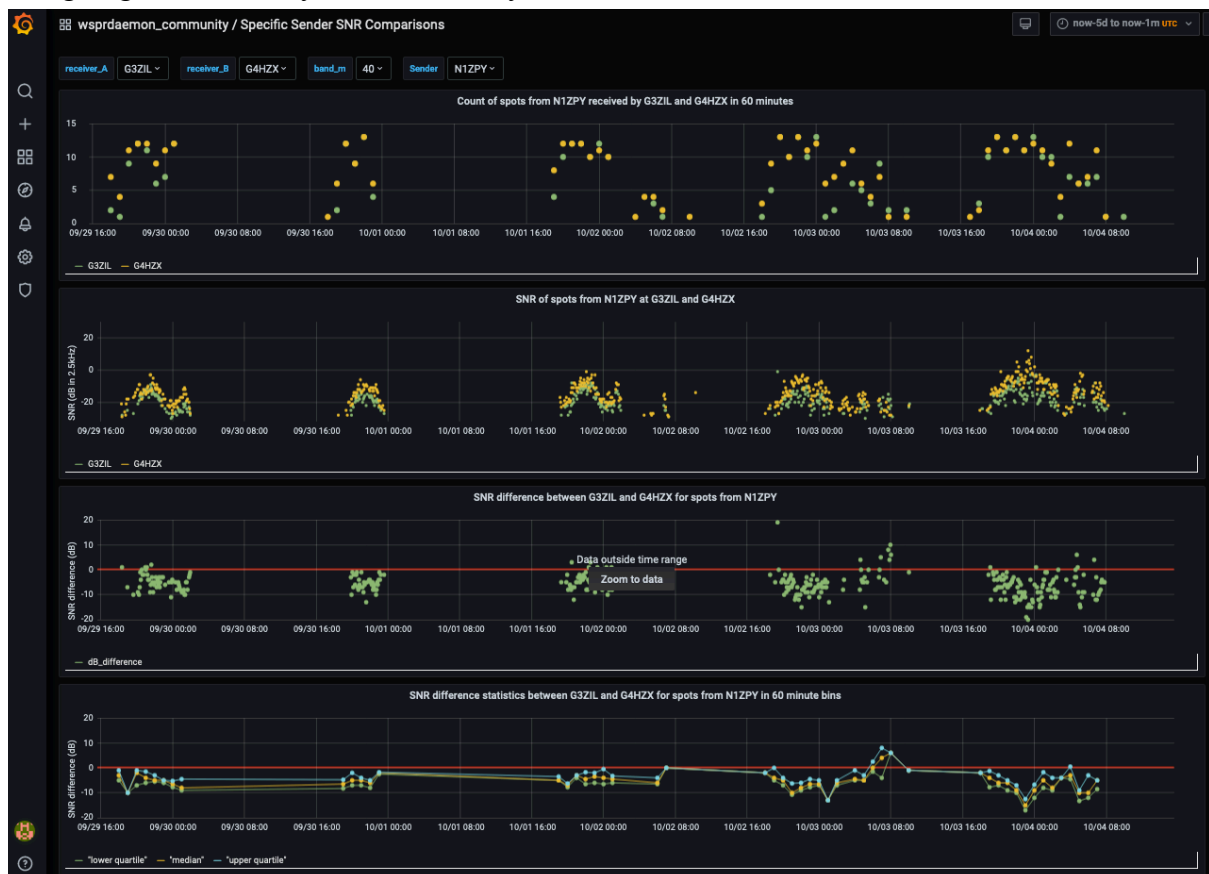 wsprdaemon_community / Specific Sender SNR Comparisons
now-5d to now-1m UTC
receiver_A G3ZIL receiver_B G4HZX band_m 40 Sender N1ZPY
Count of spots from N1ZPY received by G3ZIL and G4HZX in 60 minutes
15
10
5
0
09/29 16:00 09/30 00:00 09/30 08:00 09/30 16:00 10/01 00:00 10/01 08:00 10/01 16:00 10/02 00:00 10/02 08:00 10/02 16:00 10/03 00:00 10/03 08:00 10/03 16:00 10/04 00:00 10/04 08:00
G3ZIL G4HZX
SNR of spots from N1ZPY at G3ZIL and G4HZX
SNR (dB in 2.5kHz)
20
0
-20
09/29 16:00 09/30 00:00 09/30 08:00 09/30 16:00 10/01 00:00 10/01 08:00 10/01 16:00 10/02 00:00 10/02 08:00 10/02 16:00 10/03 00:00 10/03 08:00 10/03 16:00 10/04 00:00 10/04 08:00
G3ZIL G4HZX
SNR difference between G3ZIL and G4HZX for spots from N1ZPY
SNR difference (dB)
20
10
0
-10
-20
Data outside time range
Zoom to data
09/29 16:00 09/30 00:00 09/30 08:00 09/30 16:00 10/01 00:00 10/01 08:00 10/01 16:00 10/02 00:00 10/02 08:00 10/02 16:00 10/03 00:00 10/03 08:00 10/03 16:00 10/04 00:00 10/04 08:00
dB_difference
SNR difference statistics between G3ZIL and G4HZX for spots from N1ZPY in 60 minute bins
SNR difference (dB)
20
10
0
-10
-20
09/29 16:00 09/30 00:00 09/30 08:00 09/30 16:00 10/01 00:00 10/01 08:00 10/01 16:00 10/02 00:00 10/02 08:00 10/02 16:00 10/03 00:00 10/03 08:00 10/03 16:00 10/04 00:00 10/04 08:00
"lower quartile" "median" "upper quartile"